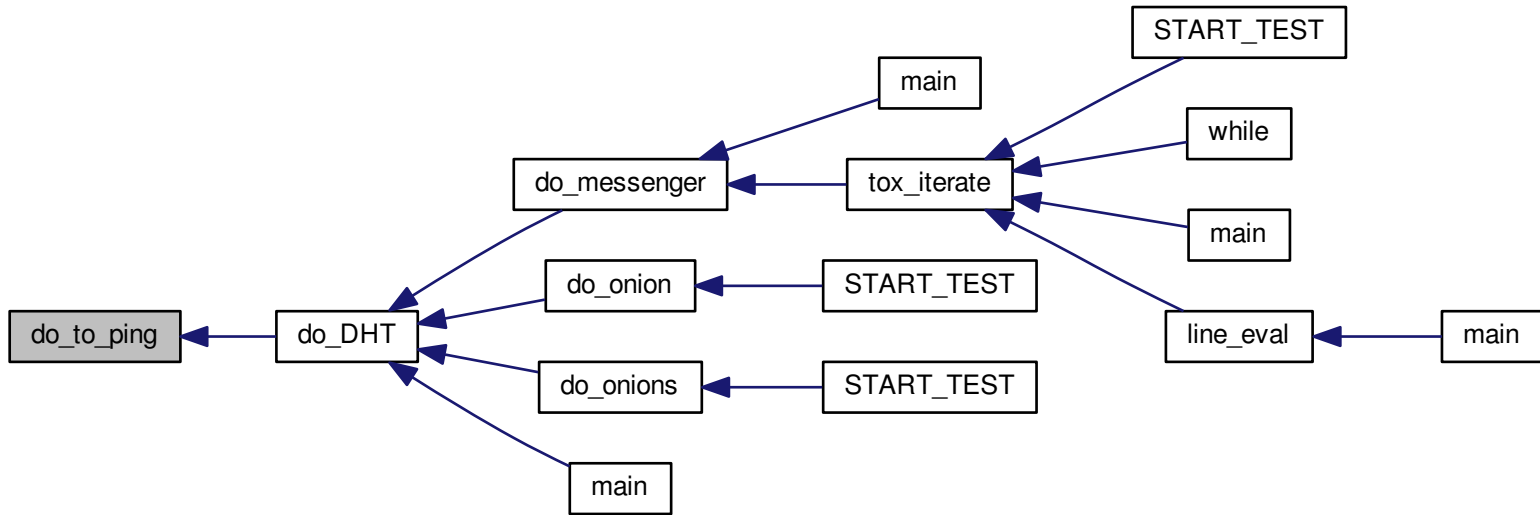 START_TEST
main
while
do_messenger
tox_iterate
main
do_onion
START_TEST
do_to_ping
do_DHT
line_eval
main
do_onions
START_TEST
main